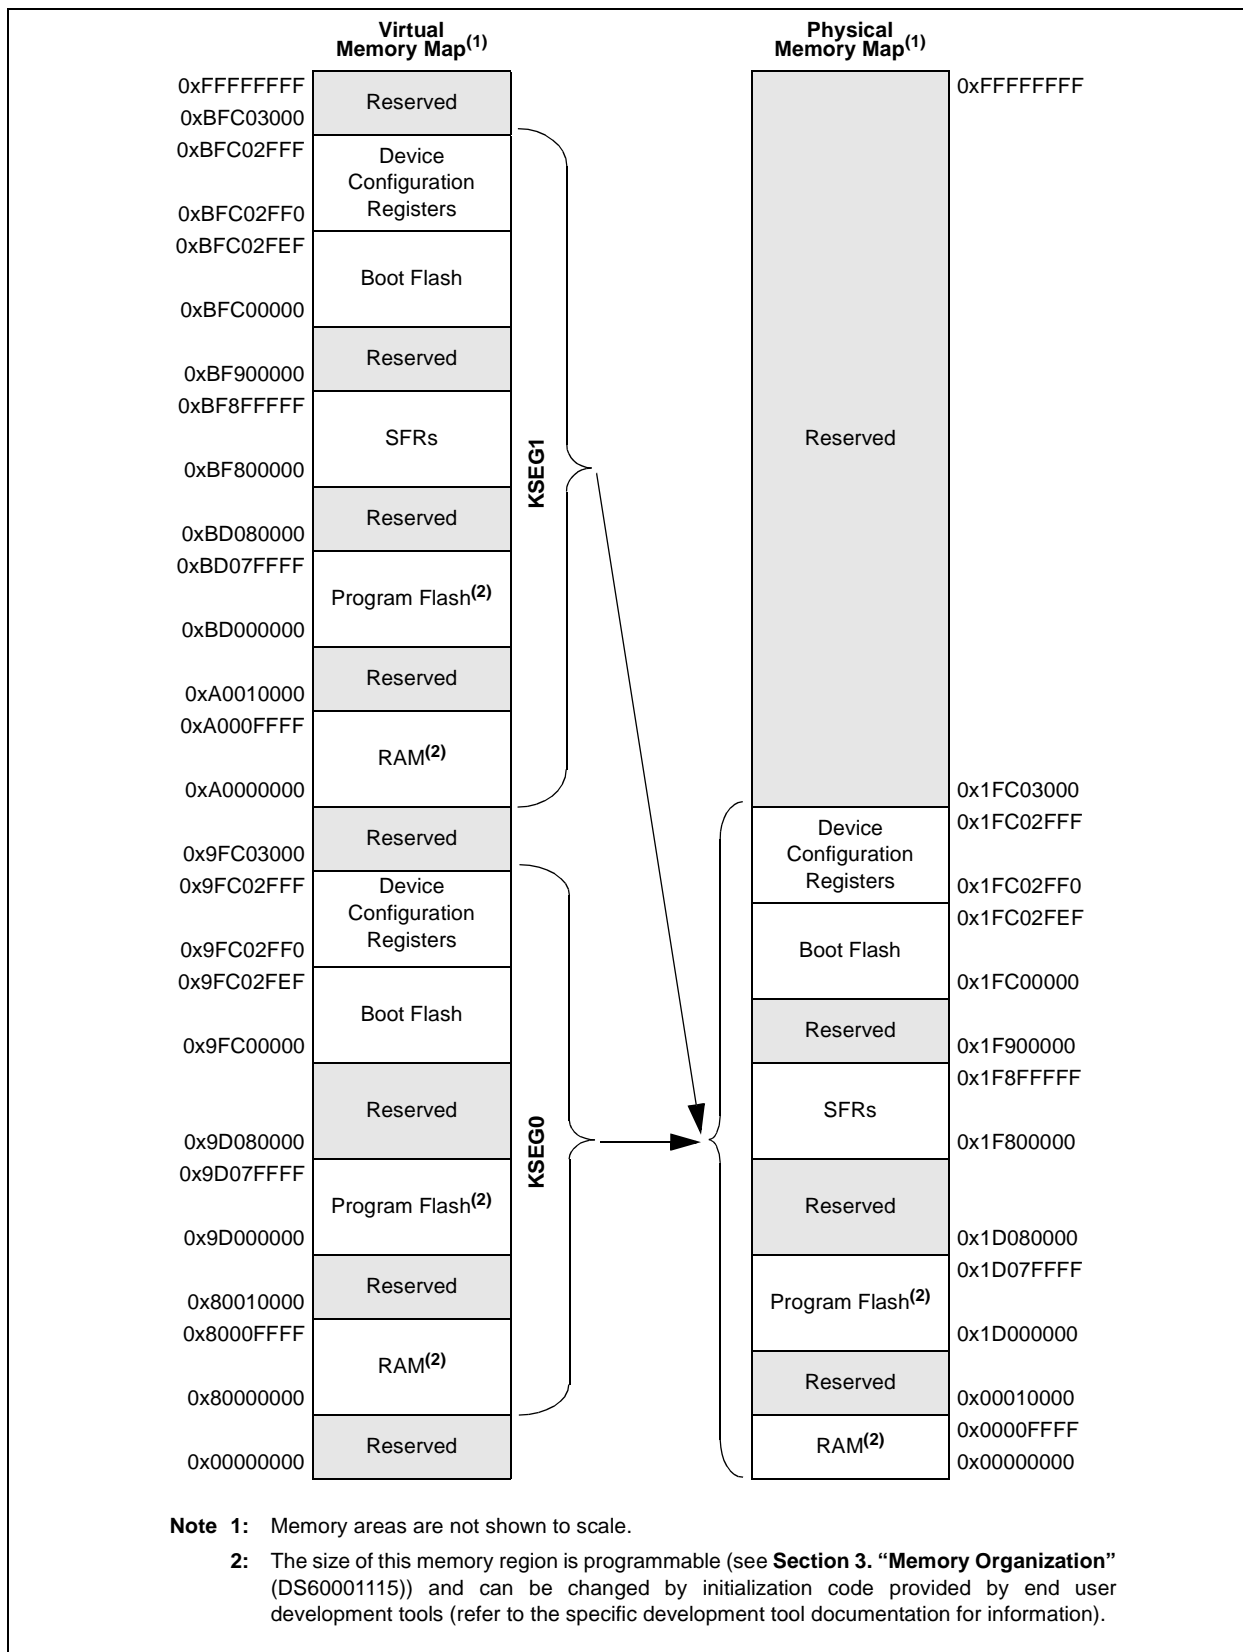 Virtual
Memory Map(1)
Physical
Memory Map(1)
0xFFFFFFFF
Reserved
0xBFC03000
0xBFC02FFF
Device
Configuration
Registers
0xBFC02FF0
0xBFC02FEF
Boot Flash
0xBFC00000
Reserved
0xBF900000
0xBF8FFFFF
SFRs
0xBF800000
Reserved
0xBD080000
0xBD07FFFF
Program Flash(2)
0xBD000000
Reserved
0xA0010000
0xA000FFFF
RAM(2)
0xA0000000
Reserved
0x9FC03000
0x9FC02FFF
Device
Configuration
Registers
0x9FC02FF0
0x9FC02FEF
Boot Flash
0x9FC00000
Reserved
0x9D080000
0x9D07FFFF
Program Flash(2)
0x9D000000
Reserved
0x80010000
0x8000FFFF
RAM(2)
0x80000000
Reserved
0x00000000
KSEG1
KSEG0
0xFFFFFFFF
Reserved
0x1FC03000
0x1FC02FFF
Device
Configuration
Registers
0x1FC02FF0
0x1FC02FEF
Boot Flash
0x1FC00000
Reserved
0x1F900000
0x1F8FFFFF
SFRs
0x1F800000
Reserved
0x1D080000
0x1D07FFFF
Program Flash(2)
0x1D000000
Reserved
0x00010000
0x0000FFFF
RAM(2)
0x00000000
Note 1: Memory areas are not shown to scale.
2: The size of this memory region is programmable (see Section 3. “Memory Organization”
(DS60001115)) and can be changed by initialization code provided by end user
development tools (refer to the specific development tool documentation for information).